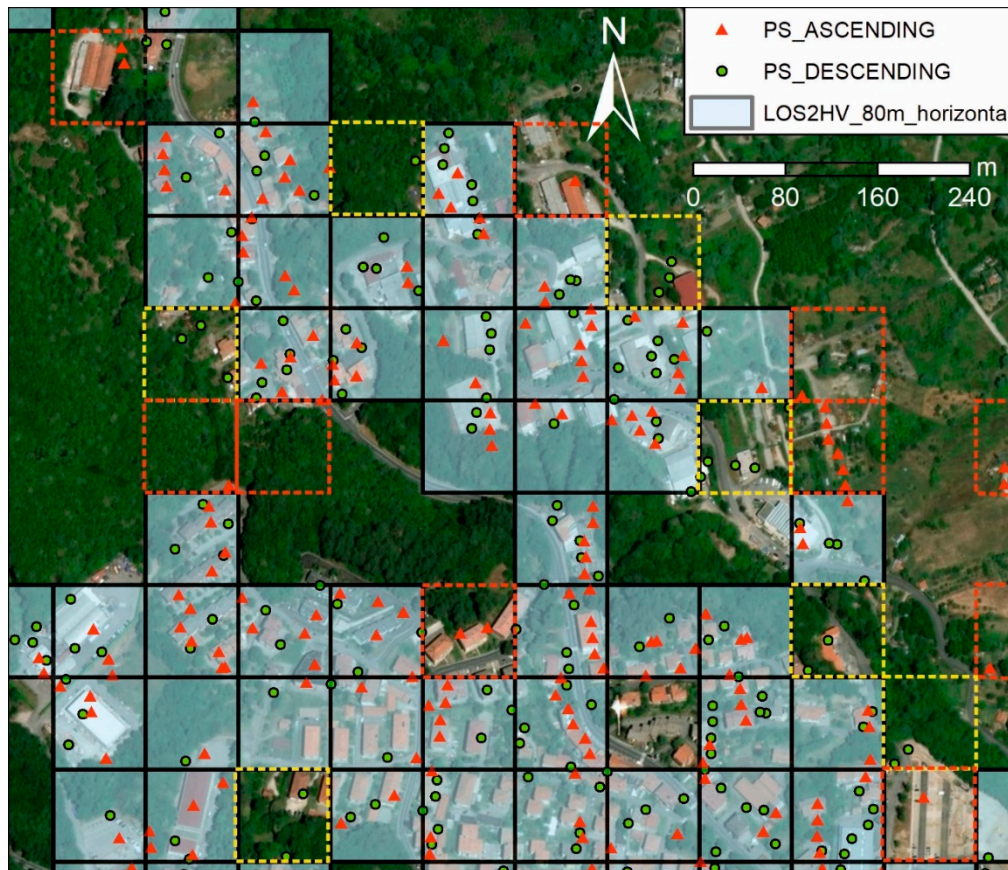 PS_ASCENDING
PS_DESCENDING
LOS2HV_80m_horizonta
N
0 80 160 240
m